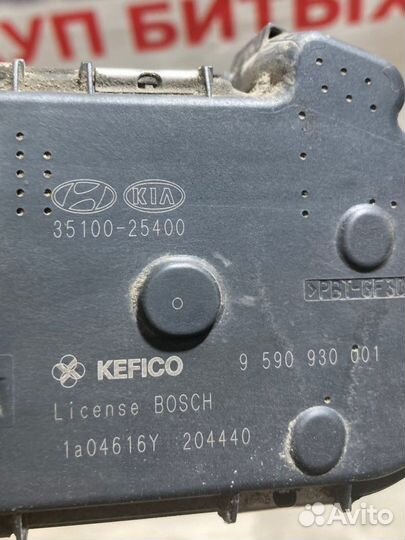 УП БИТЫХ
KIA
35100-25400
>PBT-GF30
KEFICO 9 590 930 001
License BOSCH
1a04616Y 204440
Avito